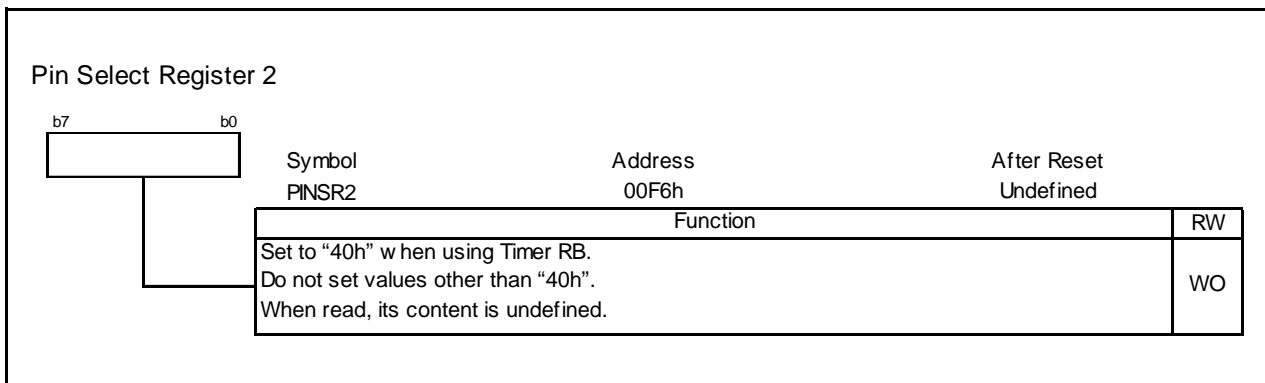 Pin Select Register 2
b7 b0
Symbol Address After Reset
PINSR2 00F6h Undefined
Function RW
Set to “40h” w hen using Timer RB.
Do not set values other than “40h”.
WO
When read, its content is undefined.